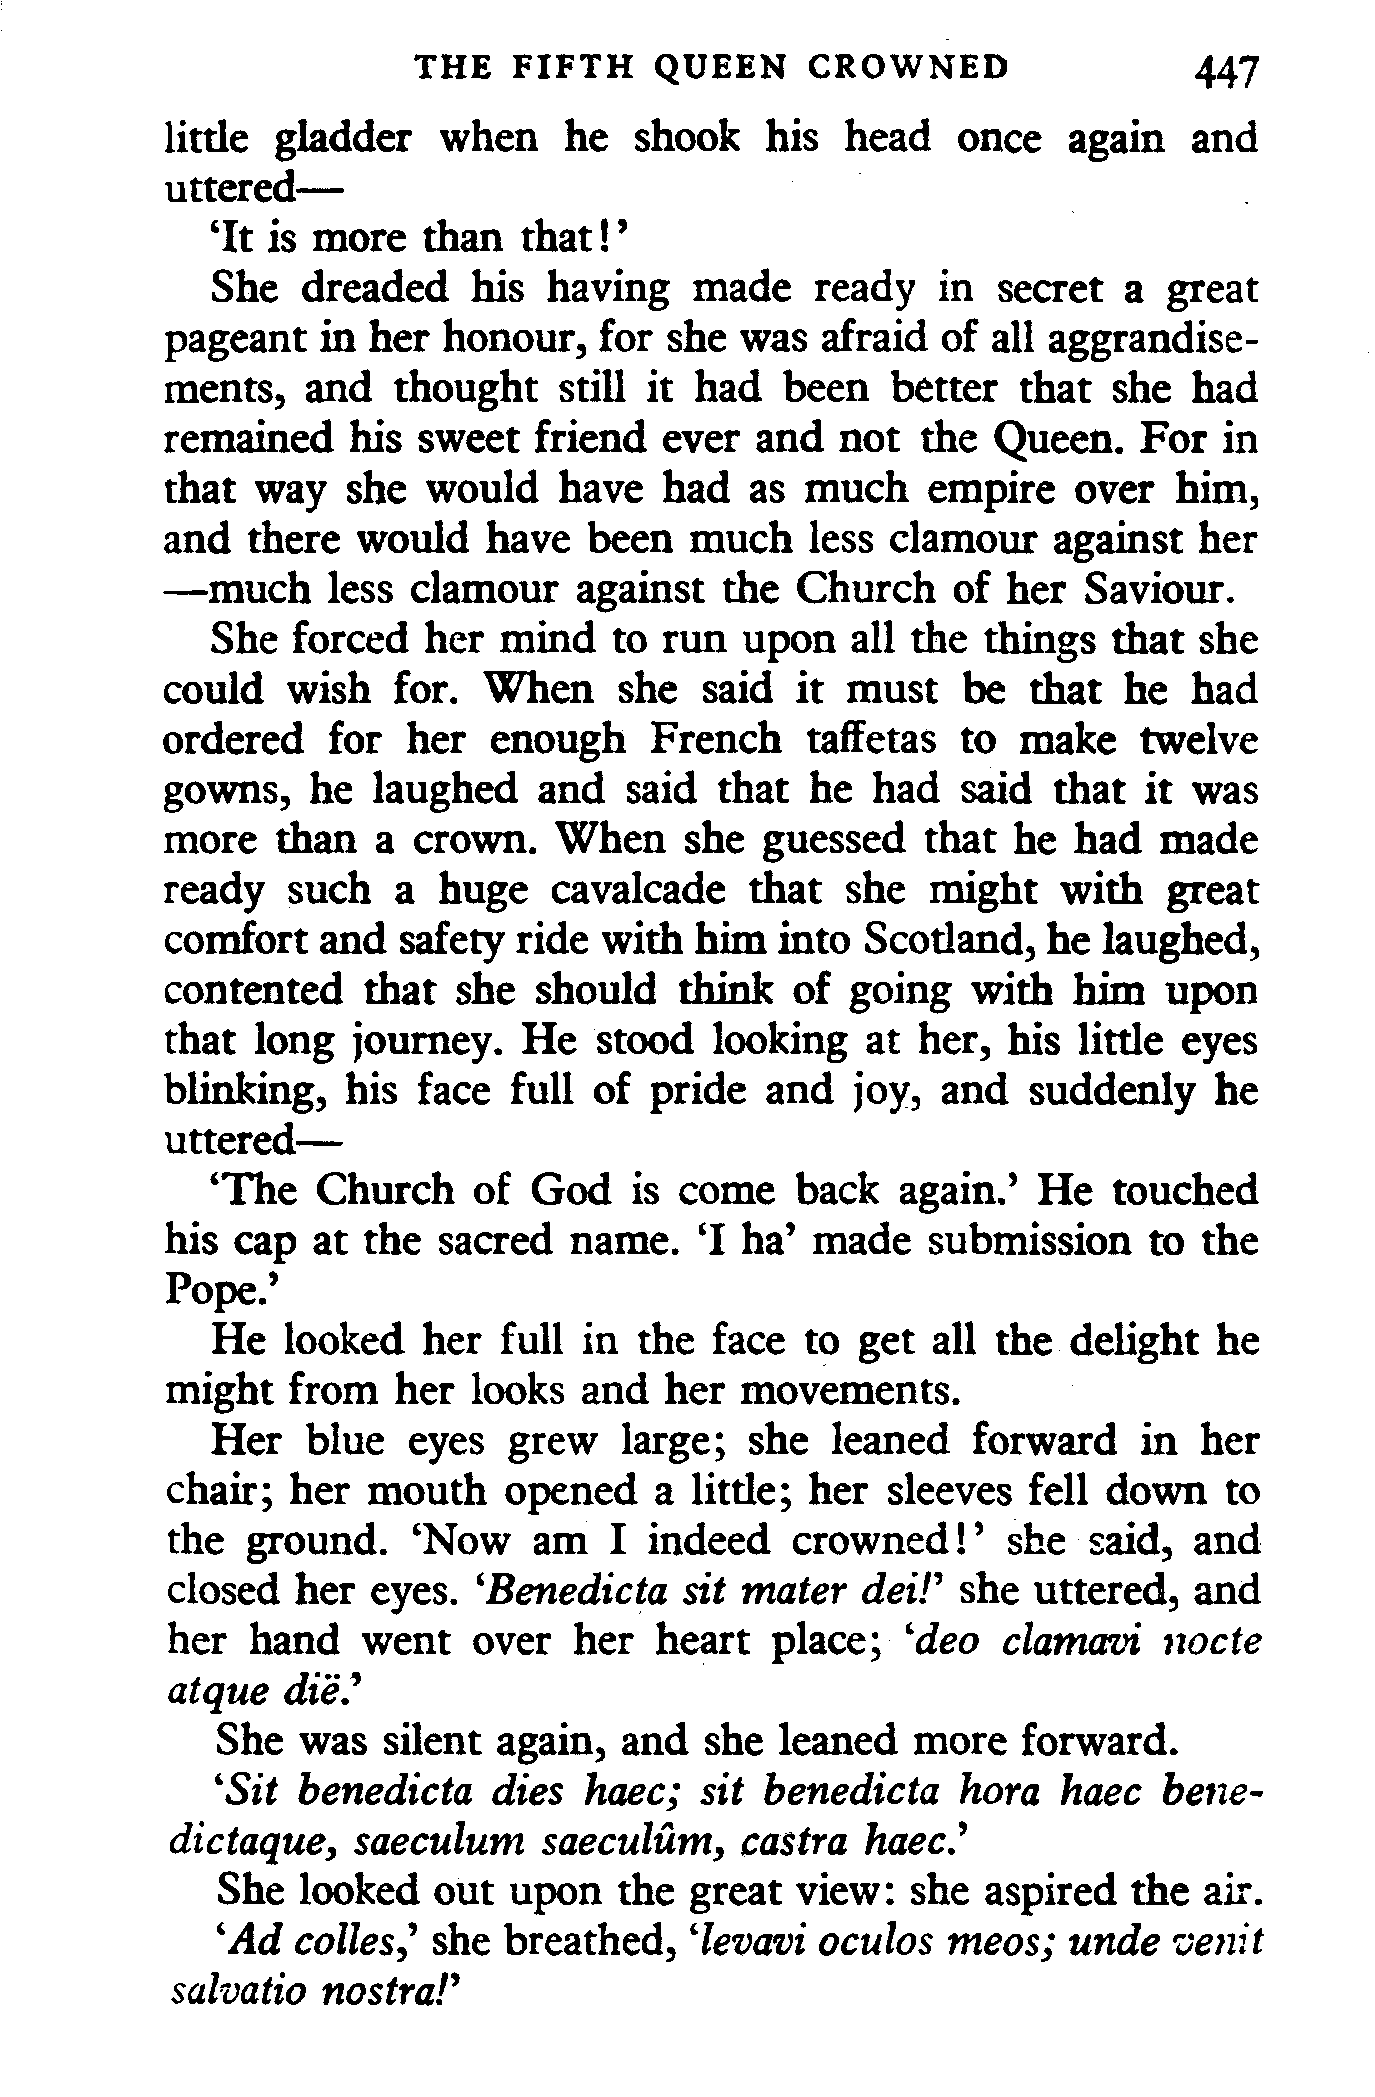 THE FIFTH QUEEN CROWNED 447
little gladder when he shook his head once again and
uttered—
‘It is more than that!’
She dreaded his having made ready in secret a great
pageant in her honour, for she was afraid of all aggrandise-
ments, and thought still it had been better that she had
remained his sweet friend ever and not the Queen. For in
that way she would have had as much empire over him,
and there would have been much less clamour against her
—much less clamour against the Church of her Saviour.
She forced her mind to run upon all the things that she
could wish for. When she said it must be that he had
ordered for her enough French taffetas to make twelve
gowns, he laughed and said that he had said that it was
more than a crown. When she guessed that he had made
ready such a huge cavalcade that she might with great
comfort and safety ride with him into Scotland, he laughed,
contented that she should think of going with him upon
that long journey. He stood looking at her, his little eyes
blinking, his face full of pride and joy, and suddenly he
uttered—
‘The Church of God is come back again.’ He touched
his cap at the sacred name. ‘I ha’ made submission to the
Pope.’
He looked her full in the face to get all the delight he
might from her looks and her movements.
Her blue eyes grew large; she leaned forward in her
chair; her mouth opened a little; her sleeves fell down to
the ground. ‘Now am I indeed crowned!’ she said, and
closed her eyes. ‘Benedicta sit mater dei!’ she uttered, and
her hand went over her heart place; ‘deo clamavi nocte
atque dië.’
She was silent again, and she leaned more forward.
‘Sit benedicta dies haec; sit benedicta hora haec bene-
dictaque, saeculum saeculûm, castra haec.’
She looked out upon the great view: she aspired the air.
‘Ad colles,’ she breathed, ‘levavi oculos meos; unde venit
salvatio nostra!’